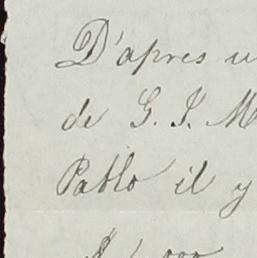 D'apres u
de G. I. M
Pablo il y